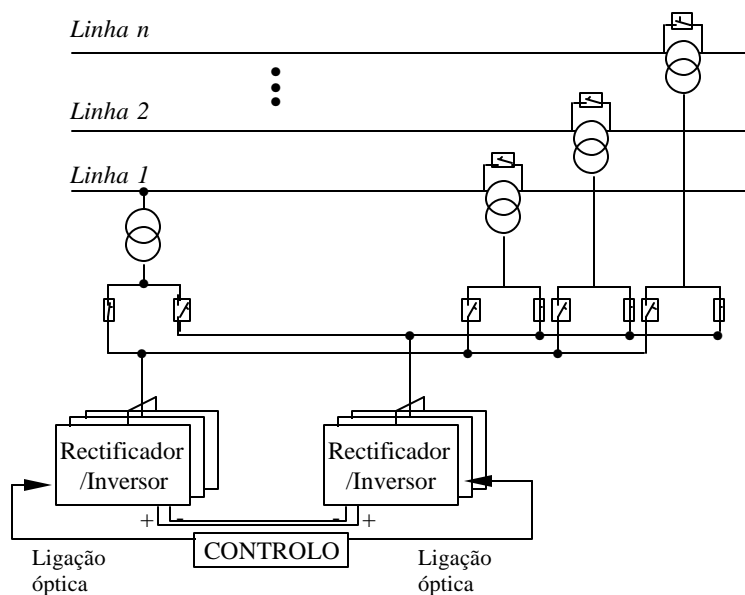 Linha n
Linha 2
Linha 1
Rectificador
/Inversor
Rectificador
/Inversor
+
-
-
+
CONTROLO
Ligação
óptica
Ligação
óptica